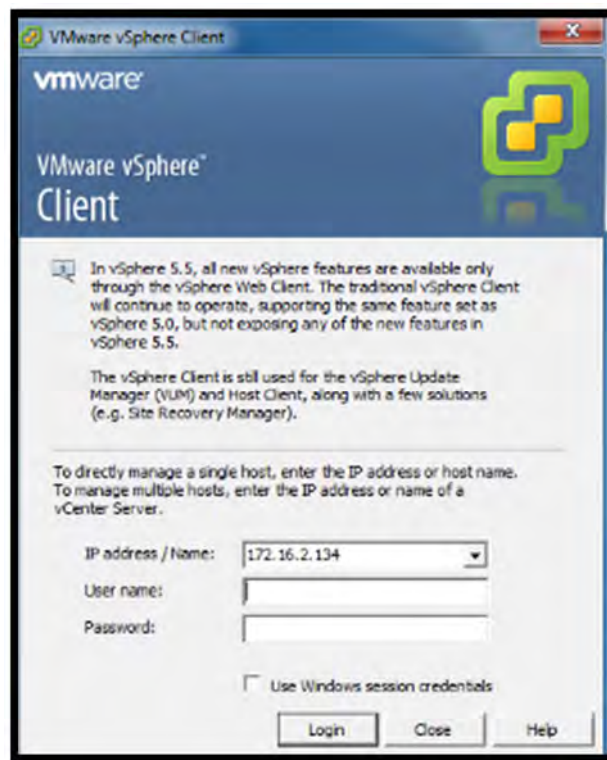 VMware vSphere Client
vmware
VMware vSphere™
Client
In vSphere 5.5, all new vSphere features are available only
through the vSphere Web Client. The traditional vSphere Client
will continue to operate, supporting the same feature set as
vSphere 5.0, but not exposing any of the new features in
vSphere 5.5.
The vSphere Client is still used for the vSphere Update
Manager (VUM) and Host Client, along with a few solutions
(e.g. Site Recovery Manager).
To directly manage a single host, enter the IP address or host name.
To manage multiple hosts, enter the IP address or name of a
vCenter Server.
IP address / Name: 172.16.2.134
User name:
Password:
Use Windows session credentials
Login Close Help